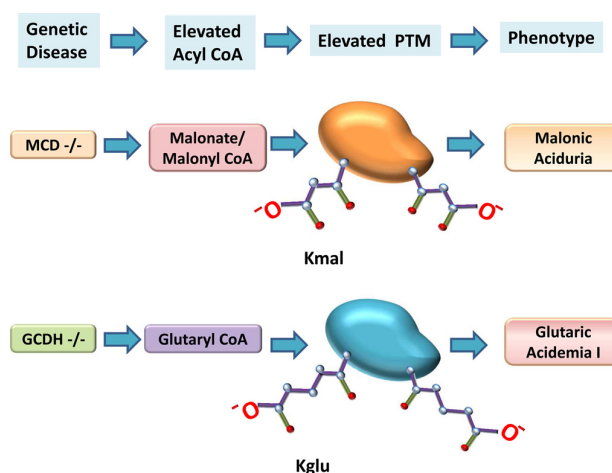 Genetic
Disease
Elevated
Acyl CoA
Elevated PTM
Phenotype
MCD -/-
Malonate/
Malonyl CoA
Malonic
Aciduria
O-
O-
Kmal
GCDH -/-
Glutaryl CoA
Glutaric
Acidemia I
O-
O-
Kglu